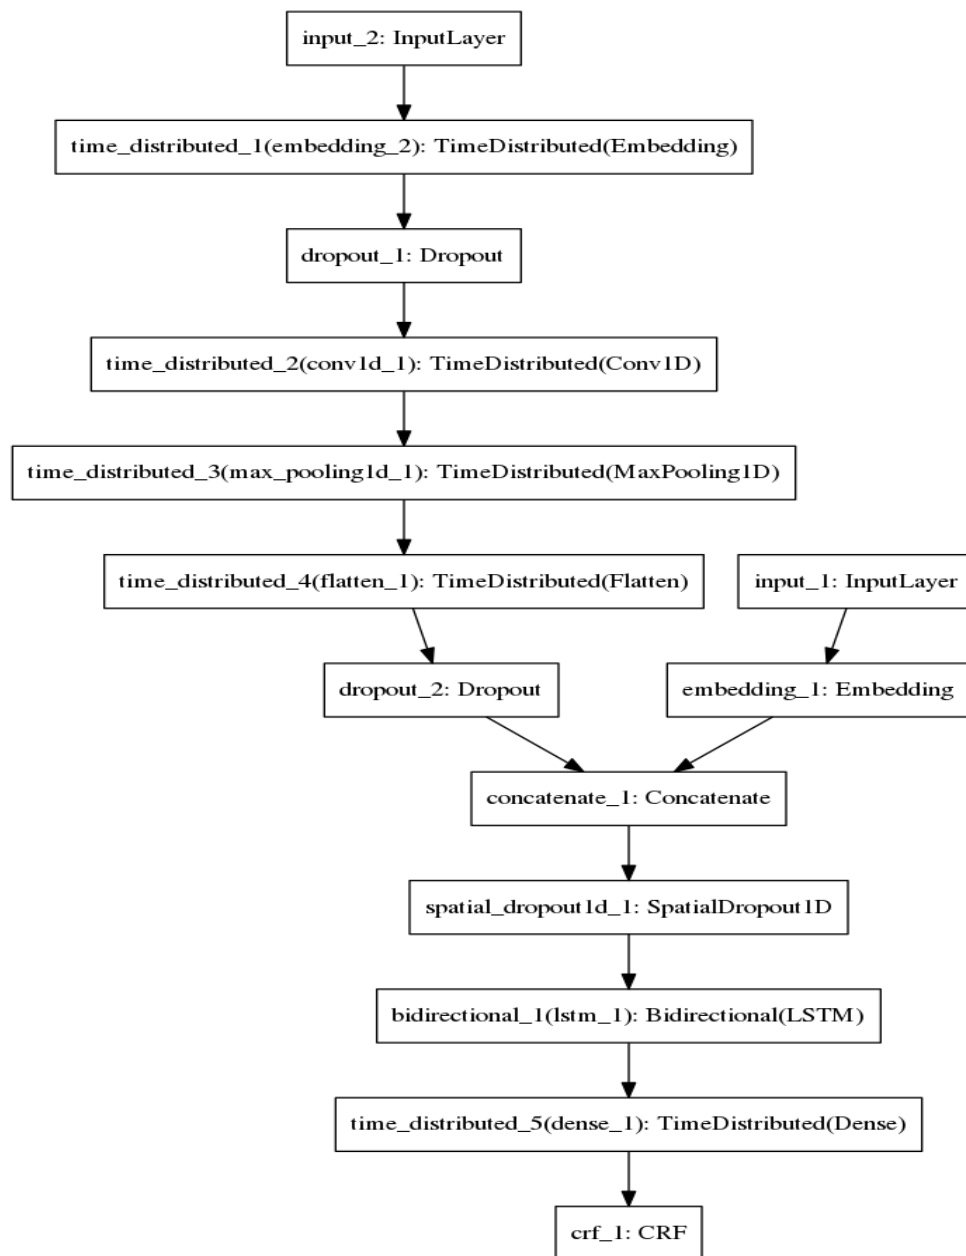 input_2: InputLayer
time_distributed_1(embedding_2): TimeDistributed(Embedding)
dropout_1: Dropout
time_distributed_2(conv1d_1): TimeDistributed(Conv1D)
time_distributed_3(max_pooling1d_1): TimeDistributed(MaxPooling1D)
time_distributed_4(flatten_1): TimeDistributed(Flatten)
input_1: InputLayer
dropout_2: Dropout
embedding_1: Embedding
concatenate_1: Concatenate
spatial_dropout1d_1: SpatialDropout1D
bidirectional_1(lstm_1): Bidirectional(LSTM)
time_distributed_5(dense_1): TimeDistributed(Dense)
crf_1: CRF